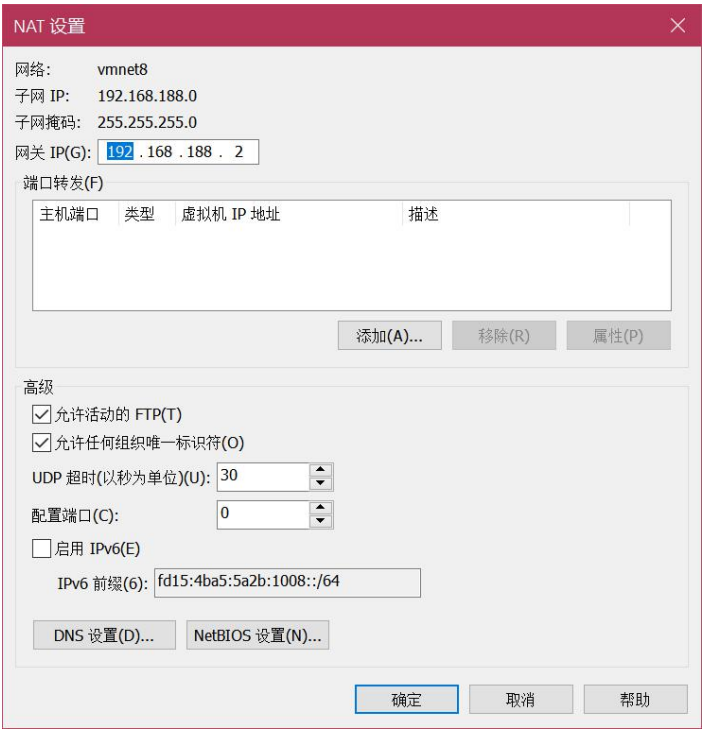 NAT 设置
网络: vmnet8
子网 IP: 192.168.188.0
子网掩码: 255.255.255.0
网关 IP(G): 192 . 168 . 188 . 2
端口转发(F)
主机端口 类型 虚拟机 IP 地址 描述
添加(A)... 移除(R) 属性(P)
高级
允许活动的 FTP(T)
允许任何组织唯一标识符(O)
UDP 超时(以秒为单位)(U): 30
配置端口(C): 0
启用 IPv6(E)
IPv6 前缀(6): fd15:4ba5:5a2b:1008::/64
DNS 设置(D)... NetBIOS 设置(N)...
确定 取消 帮助